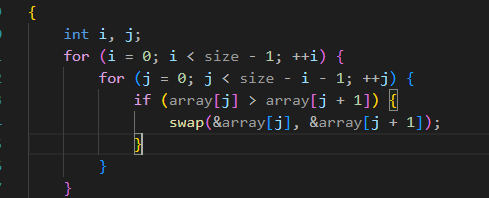 {
    int i, j;
    for (i = 0; i < size - 1; ++i) {
        for (j = 0; j < size - i - 1; ++j) {
            if (array[j] > array[j + 1]) {
                swap(&array[j], &array[j + 1]);
            }
        }
    }